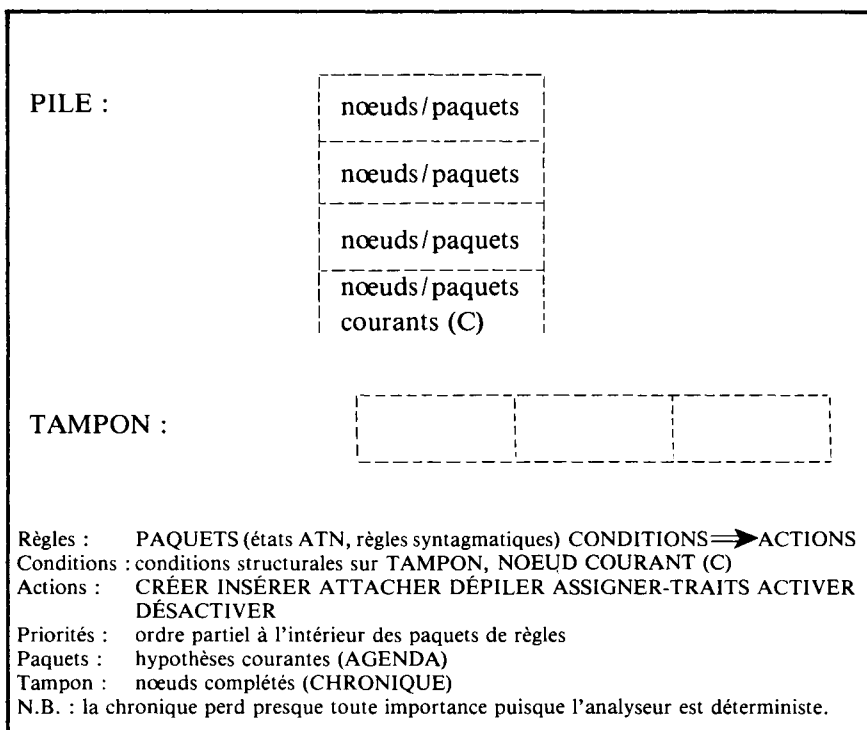 PILE :
nœuds/paquets
nœuds/paquets
nœuds/paquets
nœuds/paquets
courants (C)
TAMPON :
Règles : PAQUETS (états ATN, règles syntagmatiques) CONDITIONS⟹ACTIONS
Conditions : conditions structurales sur TAMPON, NOEUD COURANT (C)
Actions : CRÉER INSÉRER ATTACHER DÉPILER ASSIGNER-TRAITS ACTIVER
DÉSACTIVER
Priorités : ordre partiel à l'intérieur des paquets de règles
Paquets : hypothèses courantes (AGENDA)
Tampon : nœuds complétés (CHRONIQUE)
N.B. : la chronique perd presque toute importance puisque l'analyseur est déterministe.